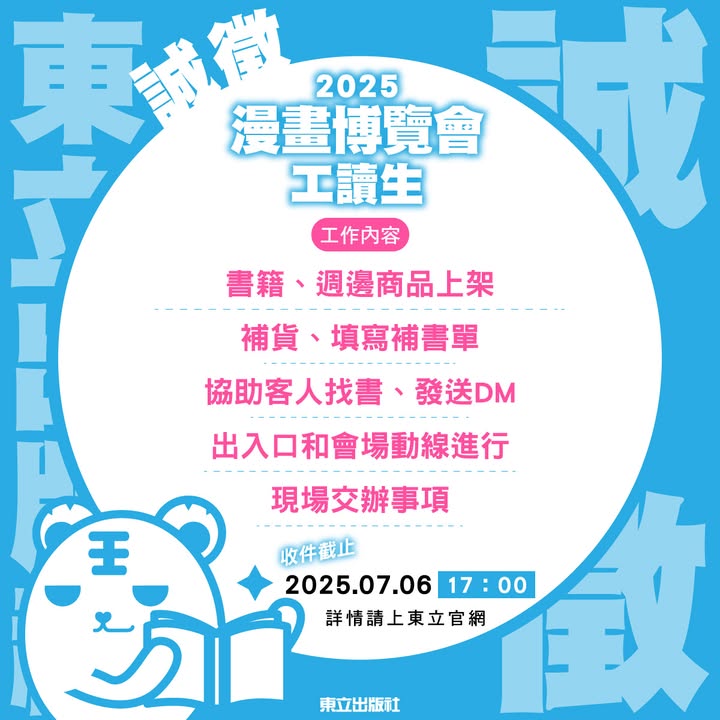 東立出版社
誠徵
誠徵
2025
漫畫博覽會
工讀生
工作內容
書籍、週邊商品上架
補貨、填寫補書單
協助客人找書、發送DM
出入口和會場動線進行
現場交辦事項
王
收件截止
2025.07.06 17：00
詳情請上東立官網
東立出版社